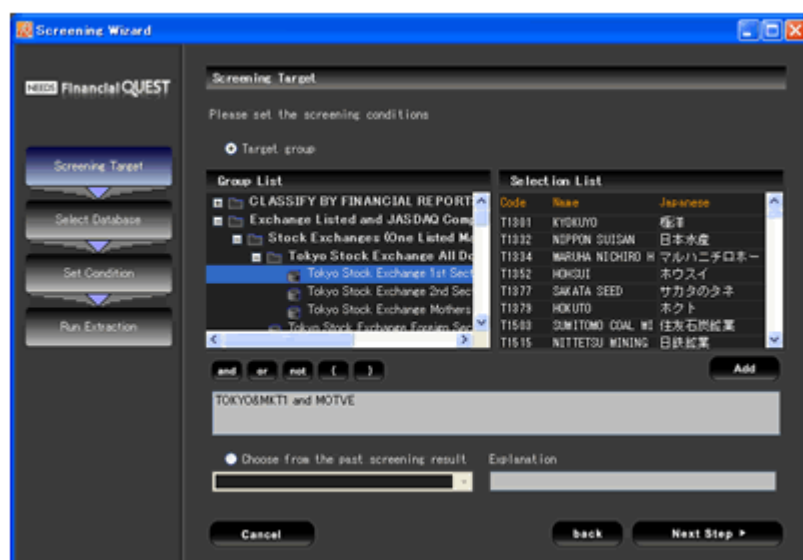 Screening Wizard
NEEDS Financial QUEST
Screening Target
Select Database
Set Condition
Run Extraction
Screening Target
Please set the screening conditions
Target group
Group List
CLASSIFY BY FINANCIAL REPORT
Exchange Listed and JASDAQ Comp
Stock Exchanges (One Listed Ma
Tokyo Stock Exchange All Do
Tokyo Stock Exchange 1st Sect
Tokyo Stock Exchange 2nd Sec
Tokyo Stock Exchange Mothers
Tokyo Stock Exchange Foreign Sec
Selection List
Code Name Japanese
T1301 KYOKUYO 極洋
T1332 NIPPON SUISAN 日本水産
T1334 MARUHA NICHIRO H マルハニチロホー
T1352 HOHSUI ホウスイ
T1377 SAKATA SEED サカタのタネ
T1379 HOKUTO ホクト
T1503 SUMITOMO COAL MI 住友石炭鉱業
T1515 NITTETSU MINING 日鉄鉱業
and or not ( )
Add
TOKYO&MKT1 and MOTVE
Choose from the past screening result
Explanation
Cancel
back
Next Step